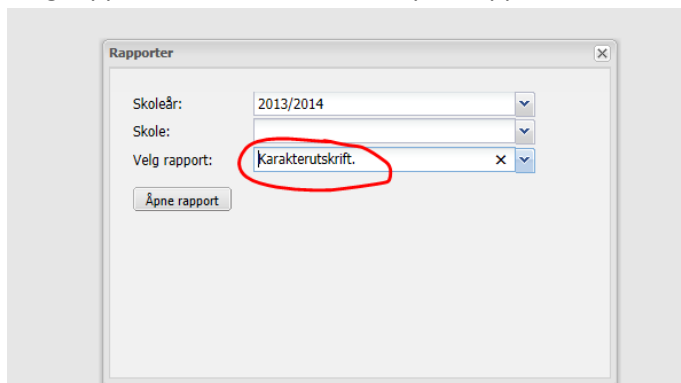 Rapporter
Skoleår: 2013/2014
Skole:
Velg rapport: Karakterutskrift.
Åpne rapport